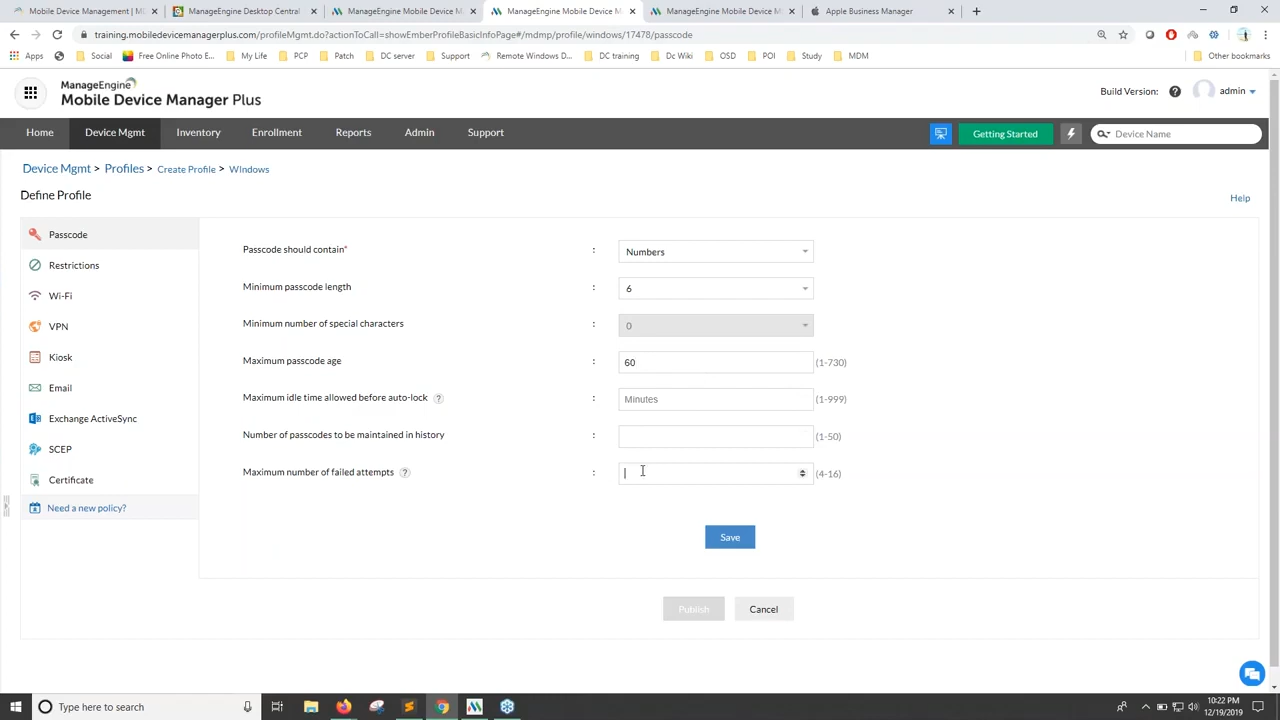 Mobile Device Management | M
ManageEngine Desktop Central
ManageEngine Mobile Device M
ManageEngine Mobile Device M
ManageEngine Mobile Device M
Apple Business Manager
training.mobiledevicemanagerplus.com/profileMgmt.do?actionToCall=showEmberProfileBasicInfoPage#/mdmp/profile/windows/17478/passcode
Apps
Social
Free Online Photo E...
My Life
PCP
Patch
DC server
Support
Remote Windows D...
DC training
Dc Wiki
OSD
POI
Study
MDM
Other bookmarks
ManageEngine
Mobile Device Manager Plus
Build Version:
admin
Home
Device Mgmt
Inventory
Enrollment
Reports
Admin
Support
Getting Started
Device Name
Device Mgmt > Profiles > Create Profile > WIndows
Define Profile
Help
Passcode
Restrictions
Wi-Fi
VPN
Kiosk
Email
Exchange ActiveSync
SCEP
Certificate
Need a new policy?
Passcode should contain* : Numbers
Minimum passcode length : 6
Minimum number of special characters : 0
Maximum passcode age : 60 (1-730)
Maximum idle time allowed before auto-lock ? : Minutes (1-999)
Number of passcodes to be maintained in history : (1-50)
Maximum number of failed attempts ? : (4-16)
Save
Publish
Cancel
Type here to search
10:22 PM
12/19/2019